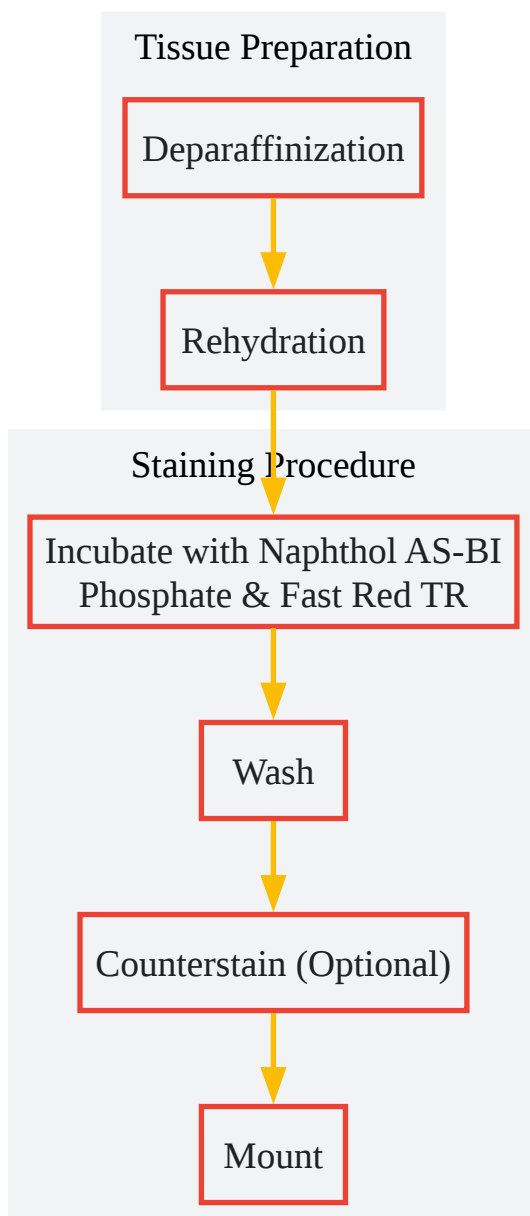 Tissue Preparation
Deparaffinization
Rehydration
Staining Procedure
Incubate with Naphthol AS-BI
Phosphate & Fast Red TR
Wash
Counterstain (Optional)
Mount